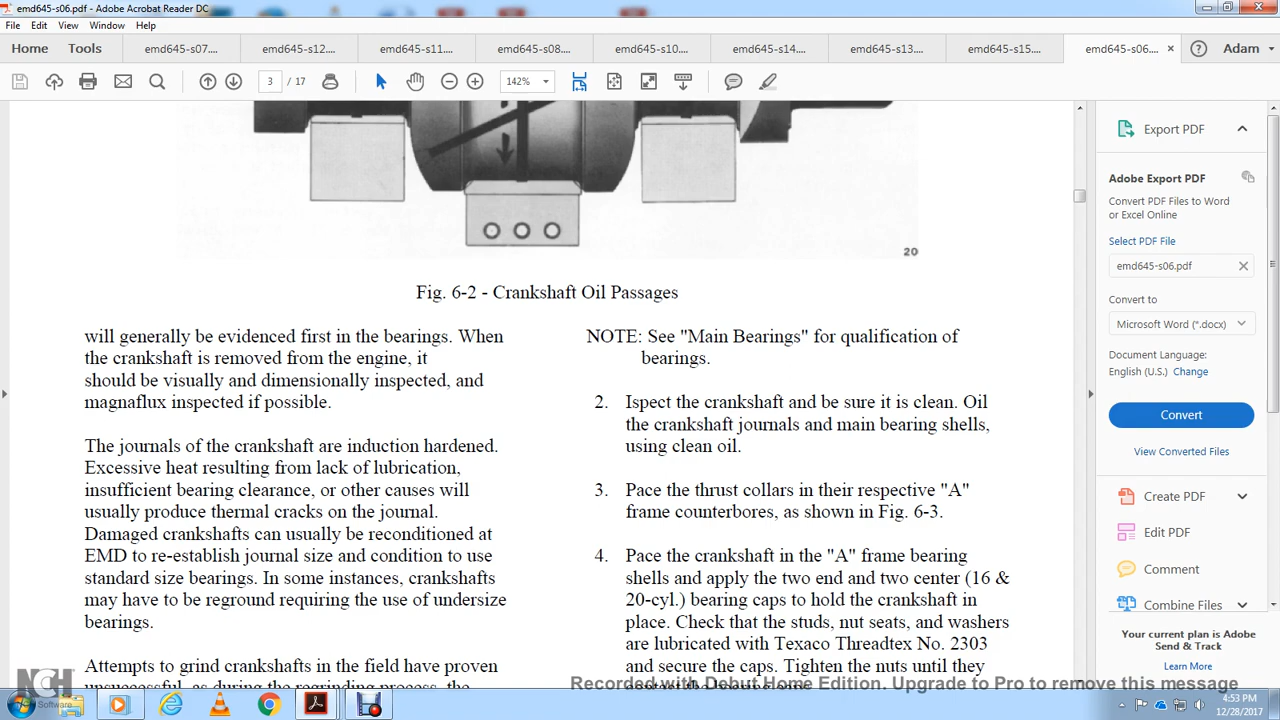 emd645-s06.pdf - Adobe Acrobat Reader DC
File Edit View Window Help
Home Tools emd645-s07.... emd645-s12.... emd645-s11.... emd645-s08.... emd645-s10.... emd645-s14.... emd645-s13.... emd645-s15.... emd645-s06.... Adam
3 / 17 142%
20
Fig. 6-2 - Crankshaft Oil Passages
will generally be evidenced first in the bearings. When
the crankshaft is removed from the engine, it
should be visually and dimensionally inspected, and
magnaflux inspected if possible.
The journals of the crankshaft are induction hardened.
Excessive heat resulting from lack of lubrication,
insufficient bearing clearance, or other causes will
usually produce thermal cracks on the journal.
Damaged crankshafts can usually be reconditioned at
EMD to re-establish journal size and condition to use
standard size bearings. In some instances, crankshafts
may have to be reground requiring the use of undersize
bearings.
Attempts to grind crankshafts in the field have proven
unsuccessful, as during the regrinding process, the
NOTE: See "Main Bearings" for qualification of
bearings.
2. Ispect the crankshaft and be sure it is clean. Oil
the crankshaft journals and main bearing shells,
using clean oil.
3. Pace the thrust collars in their respective "A"
frame counterbores, as shown in Fig. 6-3.
4. Pace the crankshaft in the "A" frame bearing
shells and apply the two end and two center (16 &
20-cyl.) bearing caps to hold the crankshaft in
place. Check that the studs, nut seats, and washers
are lubricated with Texaco Threadtex No. 2303
and secure the caps. Tighten the nuts until they
Export PDF
Adobe Export PDF
Convert PDF Files to Word
or Excel Online
Select PDF File
emd645-s06.pdf
Convert to
Microsoft Word (*.docx)
Document Language:
English (U.S.) Change
Convert
View Converted Files
Create PDF
Edit PDF
Comment
Combine Files
Your current plan is Adobe
Send & Track
Learn More
Recorded with Debut Home Edition. Upgrade to Pro to remove this message
NCH
Software
4:53 PM
12/28/2017